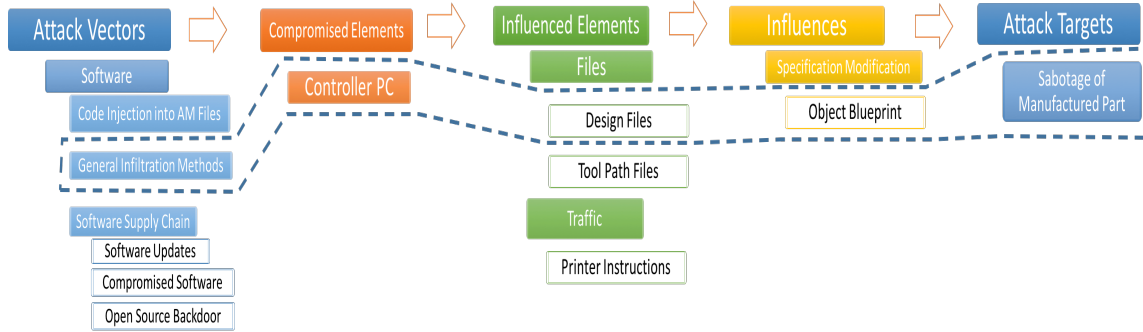 Attack Vectors
Compromised Elements
Influenced Elements
Influences
Attack Targets
Software
Code Injection into AM Files
General Infiltration Methods
Software Supply Chain
Software Updates
Compromised Software
Open Source Backdoor
Controller PC
Files
Design Files
Tool Path Files
Traffic
Printer Instructions
Specification Modification
Object Blueprint
Sabotage of
Manufactured Part